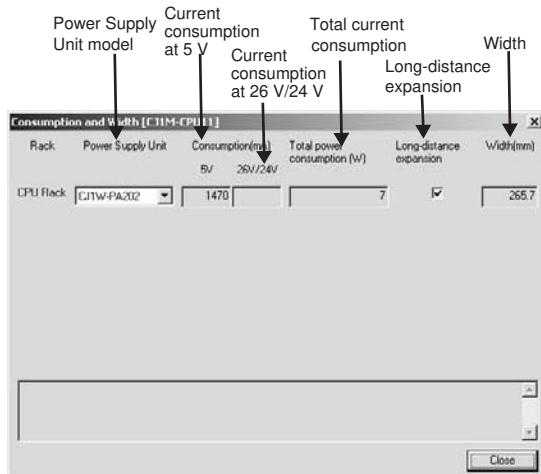 Power Supply
Unit model
Current
consumption
at 5 V
Current
consumption
at 26 V/24 V
Total current
consumption
Long-distance
expansion
Width
Consumption and Width [CJ1M-CPU11]
Rack Power Supply Unit Consumption(mA) Total power consumption (W) Long-distance expansion Width(mm)
5V 26V/24V
CPU Rack CJ1W-PA202 1470 7 265.7
Close